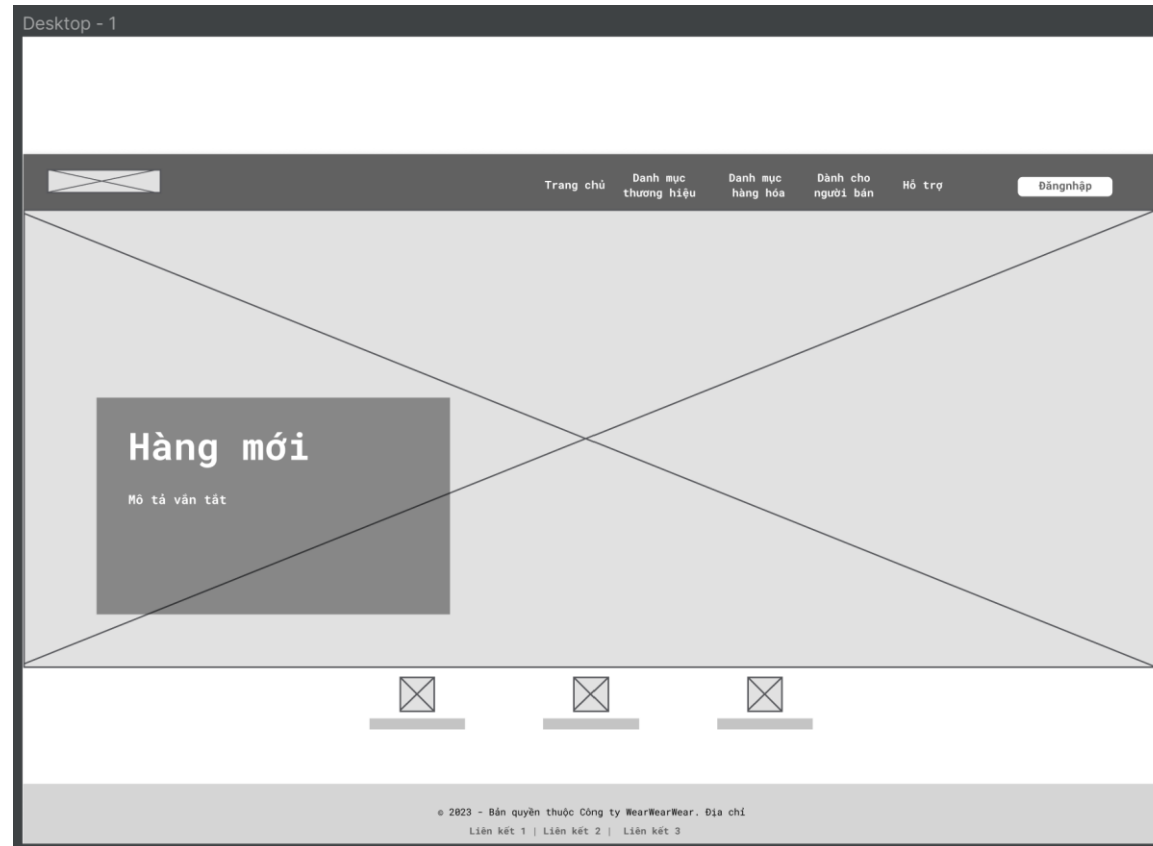 Desktop - 1
Trang chủ
Danh mục
thương hiệu
Danh mục
hàng hóa
Dành cho
người bán
Hỗ trợ
Đăngnhập
Hàng mới
Mô tả vắn tắt
© 2023 - Bản quyền thuộc Công ty WearWearWear. Địa chỉ
Liên kết 1 | Liên kết 2 | Liên kết 3